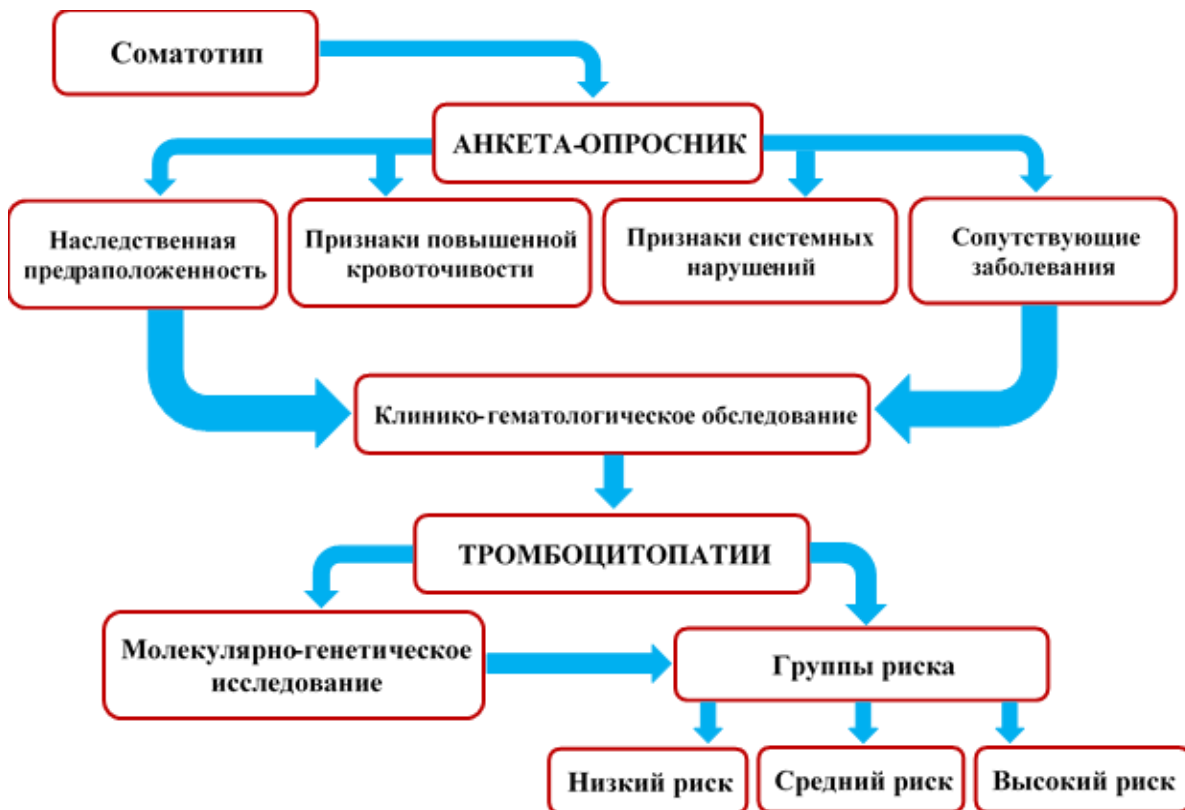 Соматотип
АНКЕТА-ОПРОСНИК
Наследственная
предраположенность
Признаки повышенной
кровоточивости
Признаки системных
нарушений
Сопутствующие
заболевания
Клинико-гематологическое обследование
ТРОМБОЦИТОПАТИИ
Молекулярно-генетическое
исследование
Группы риска
Низкий риск
Средний риск
Высокий риск